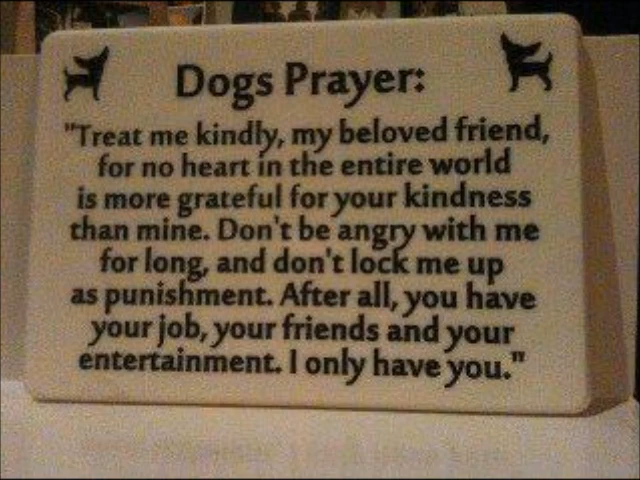 Dogs Prayer:
"Treat me kindly, my beloved friend,
for no heart in the entire world
is more grateful for your kindness
than mine. Don't be angry with me
for long, and don't lock me up
as punishment. After all, you have
your job, your friends and your
entertainment. I only have you."